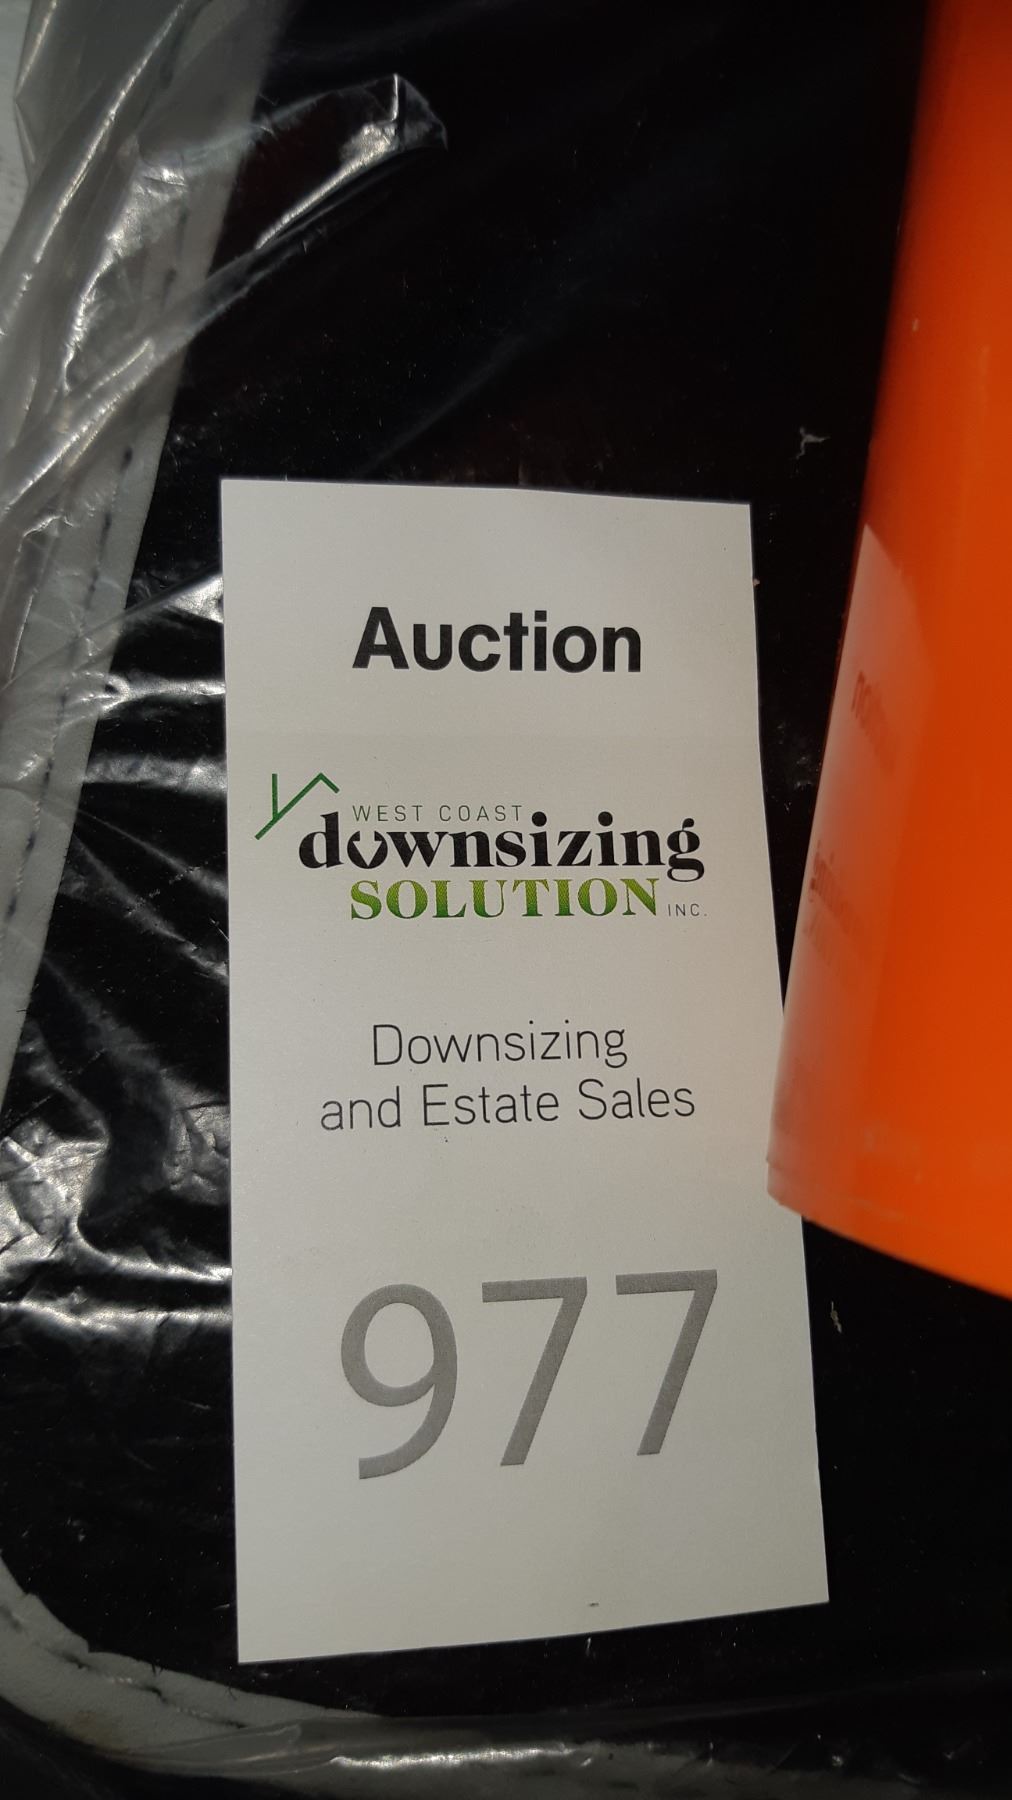 Auction
WEST COAST
downsizing
SOLUTION INC.
Downsizing
and Estate Sales
977